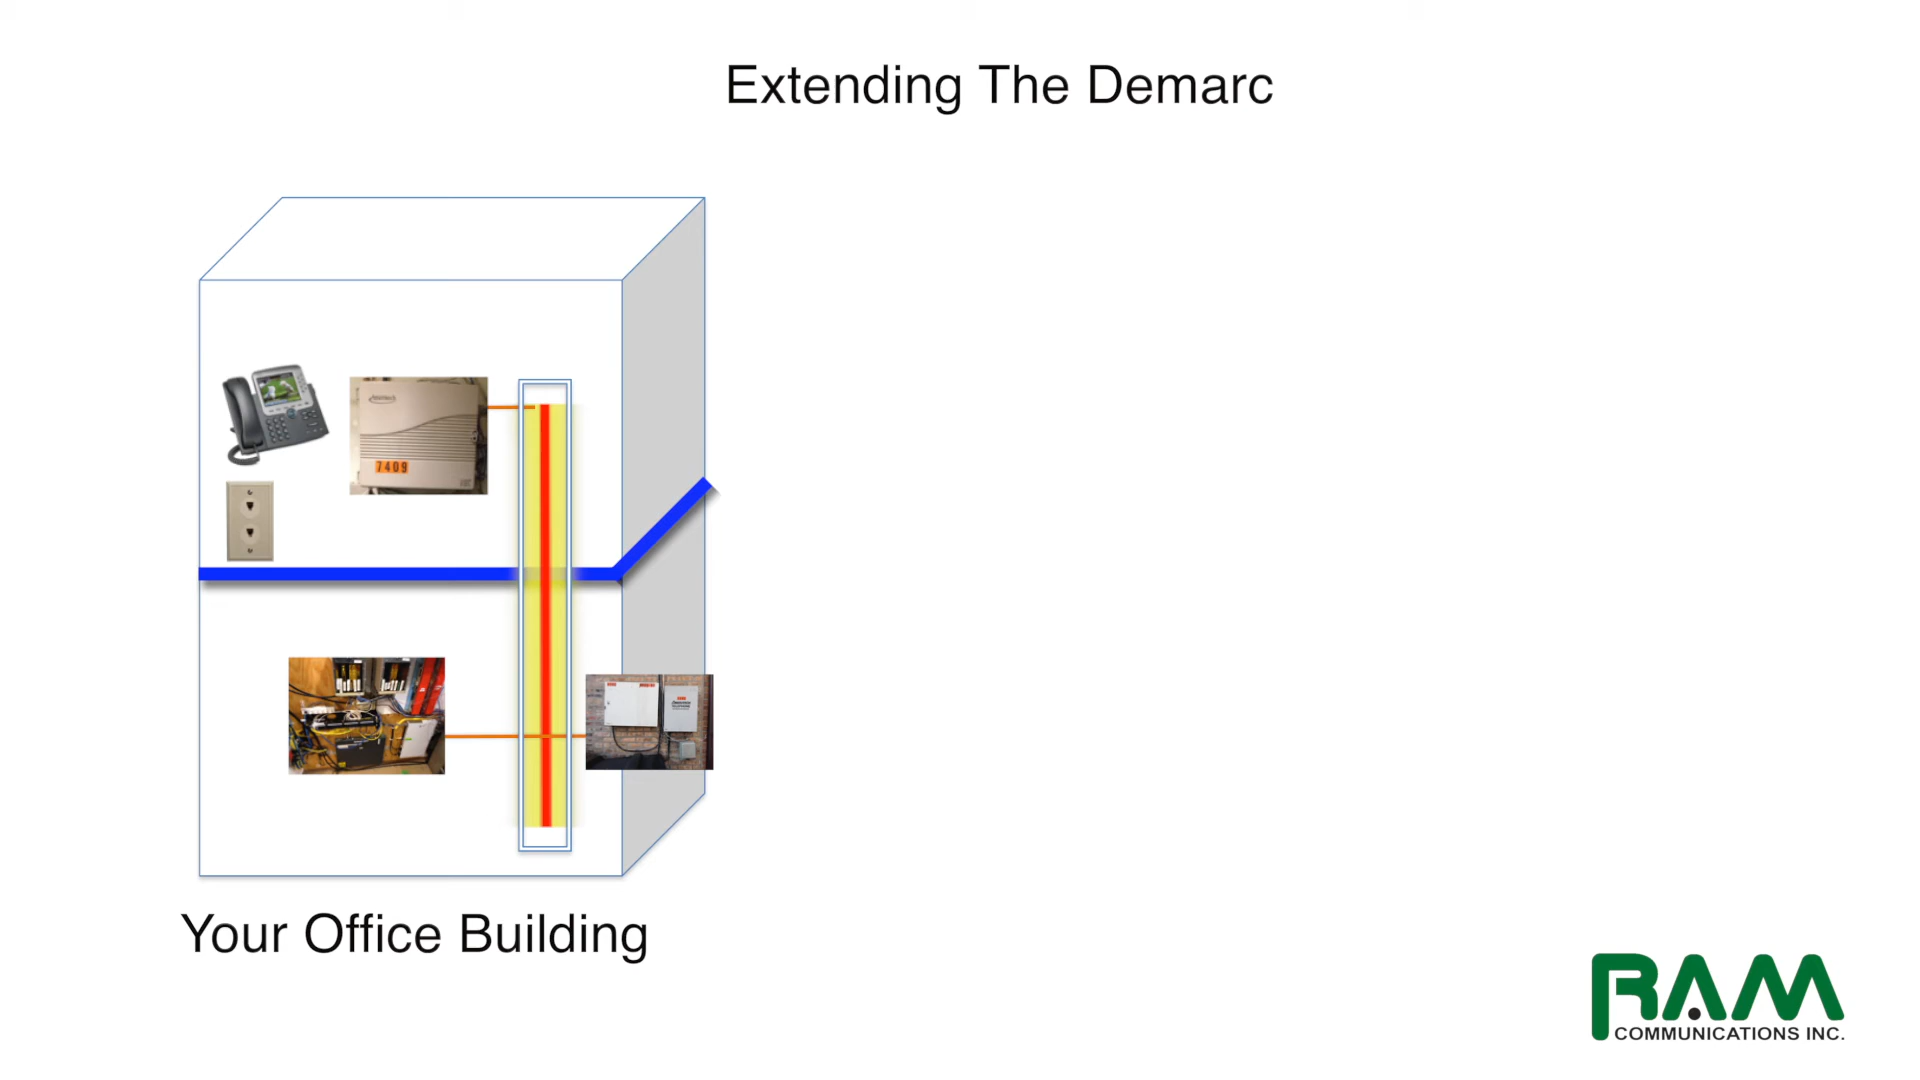 Extending The Demarc
7409
Your Office Building
RAM
COMMUNICATIONS INC.